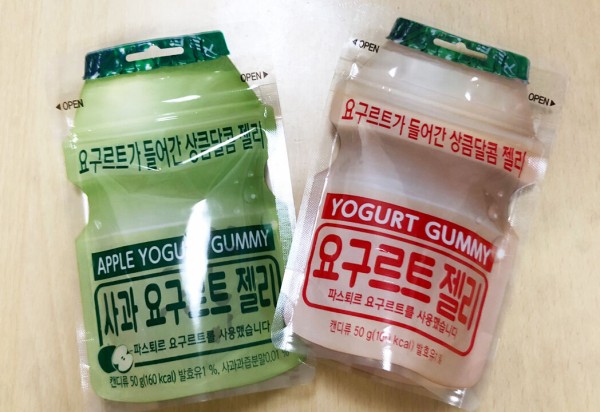 ◀OPEN
OPEN▶
요구르트가 들어간 상큼달콤 젤리
APPLE YOGURT GUMMY
사과 요구르트 젤리
파스퇴르 요구르트를 사용했습니다
캔디류 50 g(160 kcal) 발효유1 %, 사과과즙분말0.01 %
◀OPEN
OPEN▶
요구르트가 들어간 상큼달콤 젤리
YOGURT GUMMY
요구르트 젤리
파스퇴르 요구르트를 사용했습니다
캔디류 50 g( kcal) 발효유